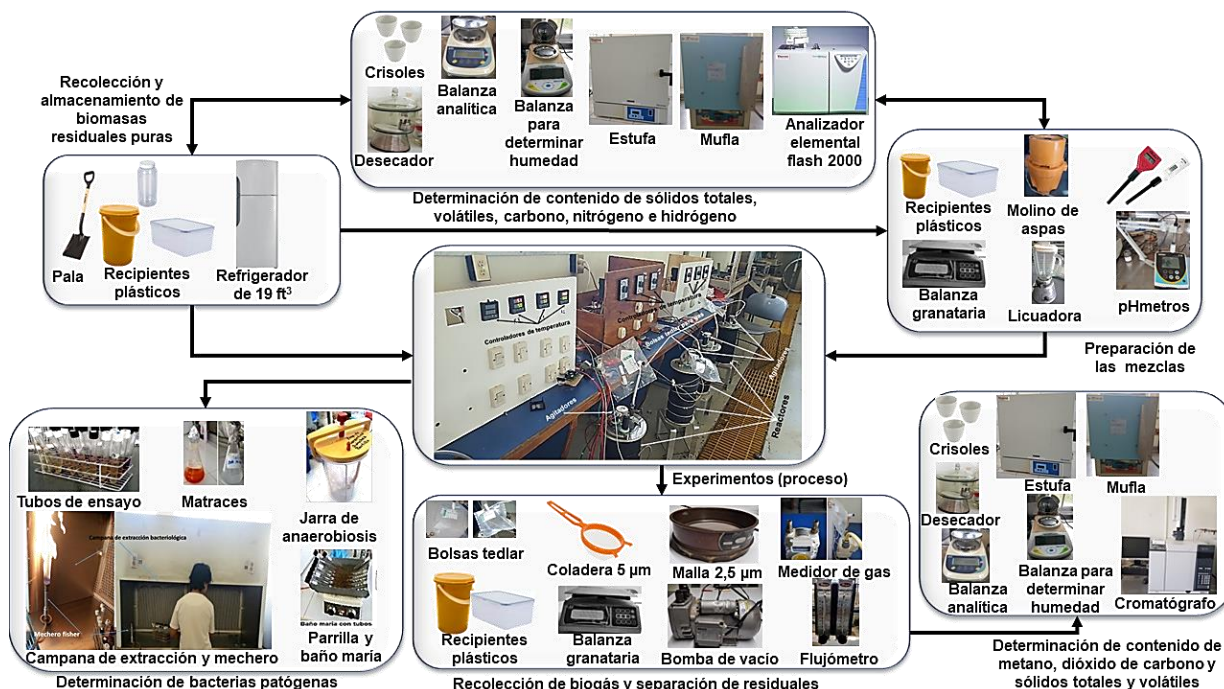 Recolección y
almacenamiento de
biomasas
residuales puras
Crisoles
Desecador
Balanza
analítica
Balanza
para
determinar
humedad
Estufa
Mufla
Analizador
elemental
flash 2000
Determinación de contenido de sólidos totales,
volátiles, carbono, nitrógeno e hidrógeno
Pala
Recipientes
plásticos
Refrigerador
de 19 ft³
Recipientes
plásticos
Molino de
aspas
Balanza
granataria
Licuadora
pHmetros
Preparación de
las mezclas
Controladores de temperatura
Controladores de temperatura
Bolsas
Agitadores
Agitadores
Reactores
Experimentos (proceso)
Tubos de ensayo
Matraces
Jarra de
anaerobiosis
Campana de extracción bacteriológica
Mechero fisher
Campana de extracción y mechero
Baño maría con tubos
Parrilla y
baño maría
Determinación de bacterias patógenas
Bolsas tedlar
Coladera 5 µm
Malla 2,5 µm
Medidor de gas
Recipientes
plásticos
Balanza
granataria
Bomba de vacío
Flujómetro
Recolección de biogás y separación de residuales
Crisoles
Desecador
Balanza
analítica
Estufa
Balanza para
determinar
humedad
Mufla
Cromatógrafo
Determinación de contenido de
metano, dióxido de carbono y
sólidos totales y volátiles